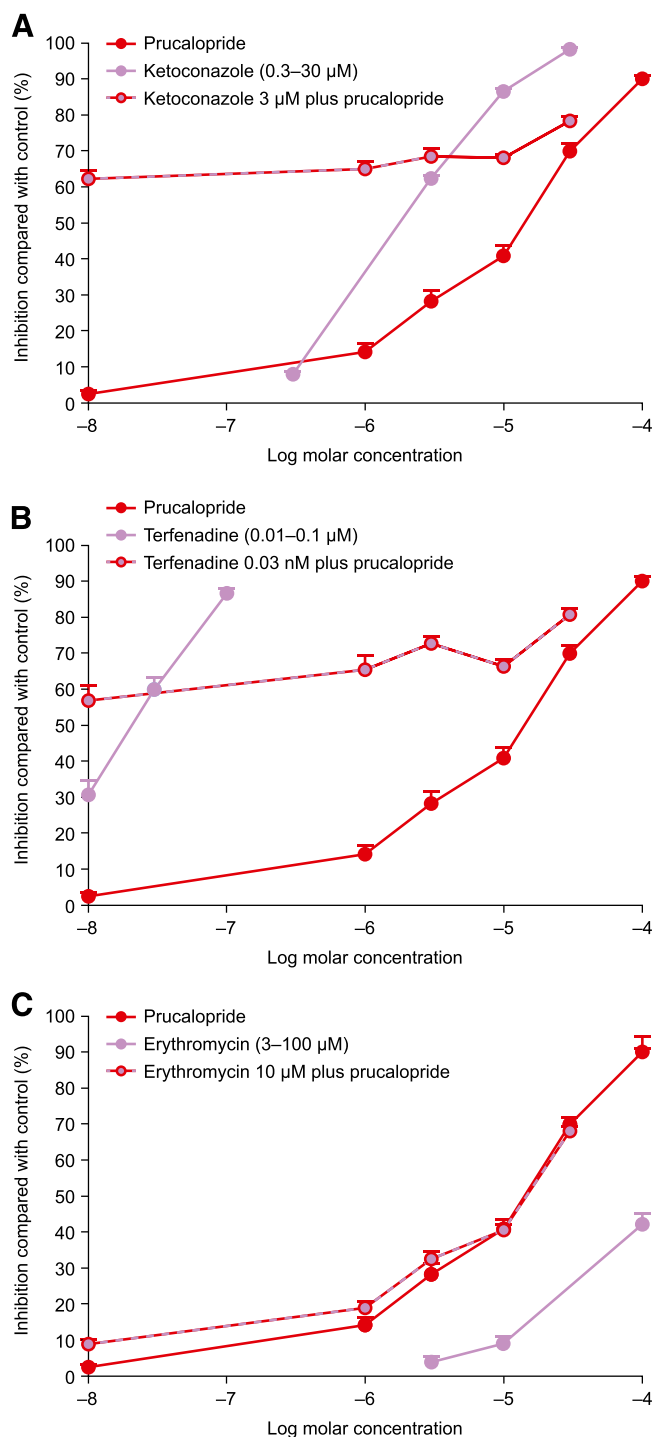 A
Prucalopride
Ketoconazole (0.3–30 µM)
Ketoconazole 3 µM plus prucalopride
Inhibition compared with control (%)
100
90
80
70
60
50
40
30
20
10
0
–8 –7 –6 –5 –4
Log molar concentration
B
Prucalopride
Terfenadine (0.01–0.1 µM)
Terfenadine 0.03 nM plus prucalopride
Inhibition compared with control (%)
100
90
80
70
60
50
40
30
20
10
0
–8 –7 –6 –5 –4
Log molar concentration
C
Prucalopride
Erythromycin (3–100 µM)
Erythromycin 10 µM plus prucalopride
Inhibition compared with control (%)
100
90
80
70
60
50
40
30
20
10
0
–8 –7 –6 –5 –4
Log molar concentration